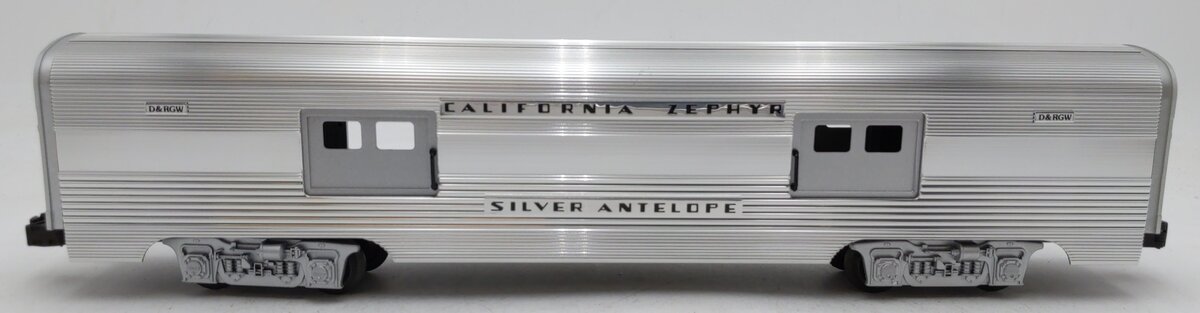 CALIFORNIA ZEPHYR
D&RGW
D&RGW
SILVER ANTELOPE